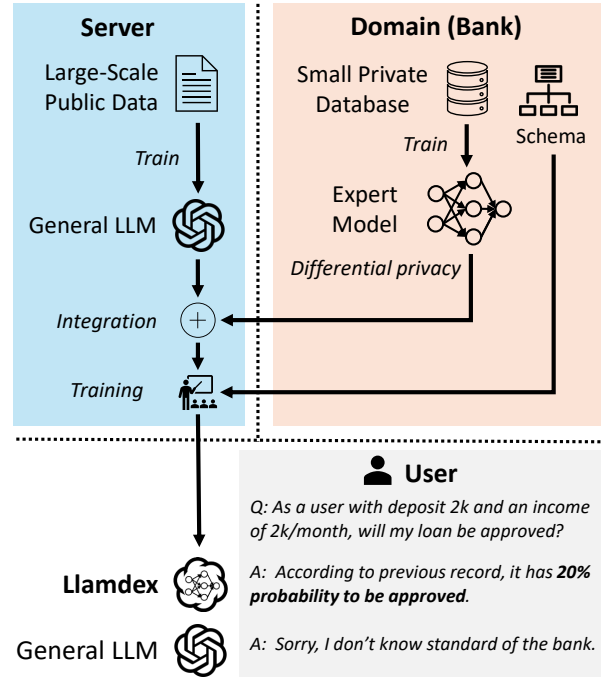 Server
Large-Scale
Public Data
Train
General LLM
Integration
Training
Domain (Bank)
Small Private
Database
Schema
Train
Expert
Model
Differential privacy
User
Q: As a user with deposit 2k and an income
of 2k/month, will my loan be approved?
Llamdex
A: According to previous record, it has 20%
probability to be approved.
General LLM
A: Sorry, I don't know standard of the bank.